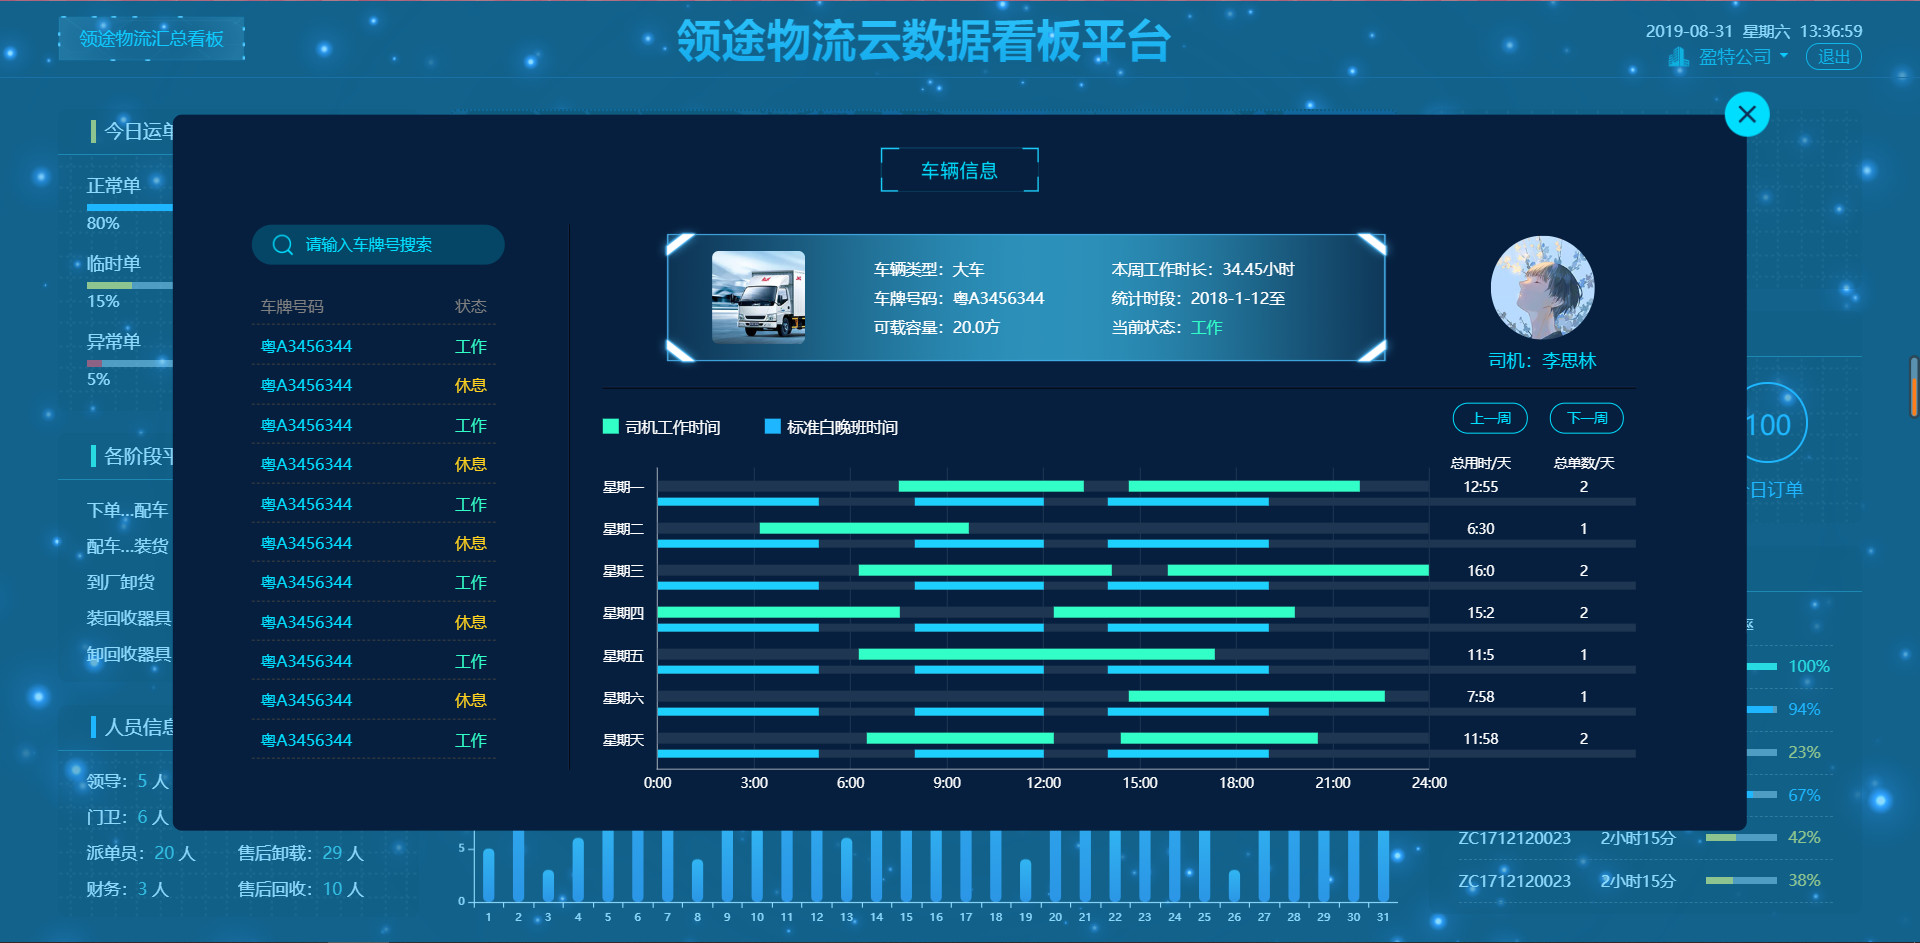 领途物流汇总看板
领途物流云数据看板平台
2019-08-31 星期六 13:36:59
盈特公司
退出
今日运单
正常单
80%
临时单
15%
异常单
5%
各阶段平
下单...配车
配车...装货
到厂卸货
装回收器具
卸回收器具
人员信息
领导：5 人
门卫：6 人
派单员：20 人 售后卸载：29 人
财务：3 人 售后回收：10 人
车辆信息
请输入车牌号搜索
车牌号码 状态
粤A3456344 工作
粤A3456344 休息
粤A3456344 工作
粤A3456344 休息
粤A3456344 工作
粤A3456344 休息
粤A3456344 工作
粤A3456344 休息
粤A3456344 工作
粤A3456344 休息
粤A3456344 工作
车辆类型：大车 本周工作时长：34.45小时
车牌号码：粤A3456344 统计时段：2018-1-12至
可载容量：20.0方 当前状态：工作
司机：李思林
司机工作时间 标准白晚班时间
上一周 下一周
总用时/天 总单数/天
星期一 12:55 2
星期二 6:30 1
星期三 16:0 2
星期四 15:2 2
星期五 11:5 1
星期六 7:58 1
星期天 11:58 2
0:00 3:00 6:00 9:00 12:00 15:00 18:00 21:00 24:00
100
日订单
100%
94%
23%
67%
ZC1712120023 2小时15分 42%
ZC1712120023 2小时15分 38%
5
0
1 2 3 4 5 6 7 8 9 10 11 12 13 14 15 16 17 18 19 20 21 22 23 24 25 26 27 28 29 30 31